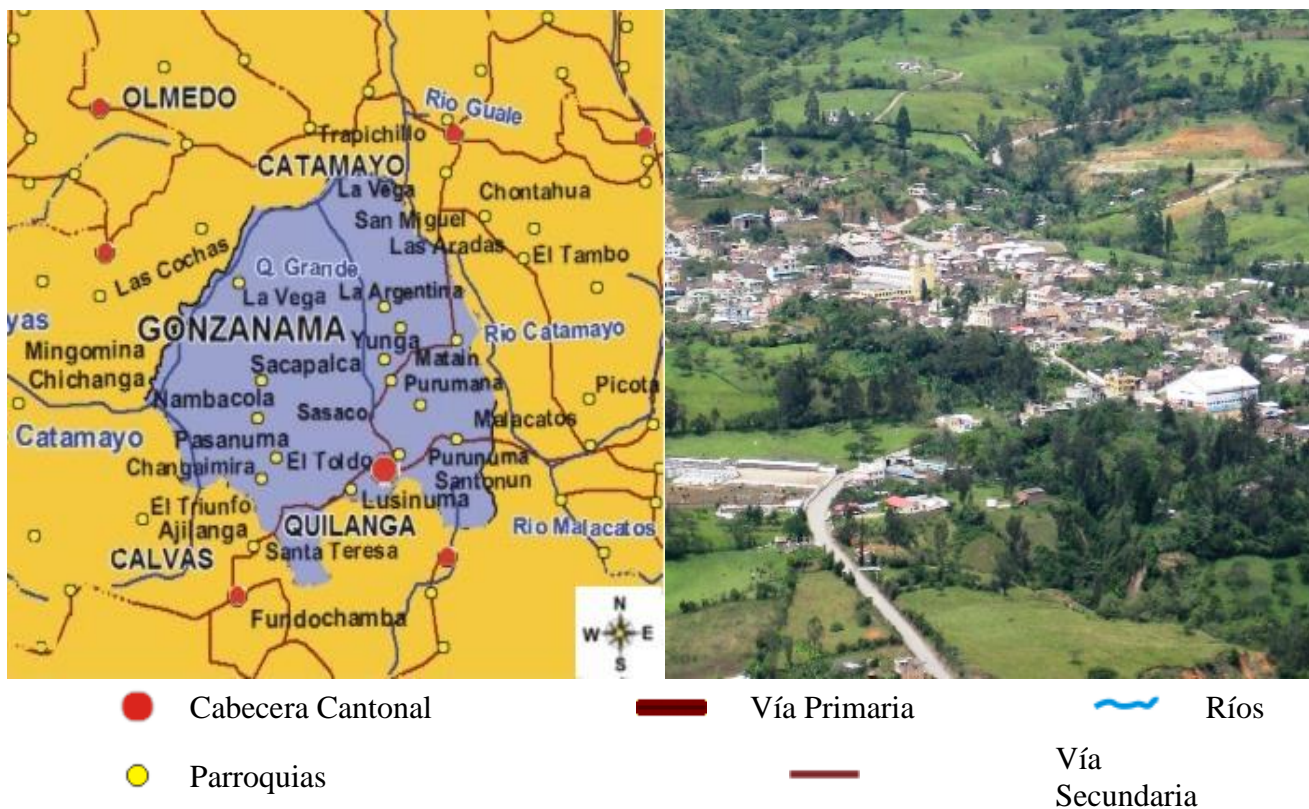 OLMEDO
Rio Guale
Trapichillo
CATAMAYO
La Vega
Chontahua
San Miguel
Las Aradas
El Tambo
Las Cochas
Q. Grande
La Vega
La Argentina
yas
GONZANAMA
Yunga
Rio Catamayo
Mingomina
Chichanga
Sacapalca
Matain
Purumana
Picota
Nambacola
Sasaco
Malacatos
Catamayo
Pasanuma
Changaimira
El Toldo
Purunuma
Santonun
El Triunfo
Lusinuma
Ajilanga
QUILANGA
Rio Malacatos
CALVAS
Santa Teresa
Fundochamba
N
W E
S
Cabecera Cantonal
Vía Primaria
Ríos
Parroquias
Vía
Secundaria